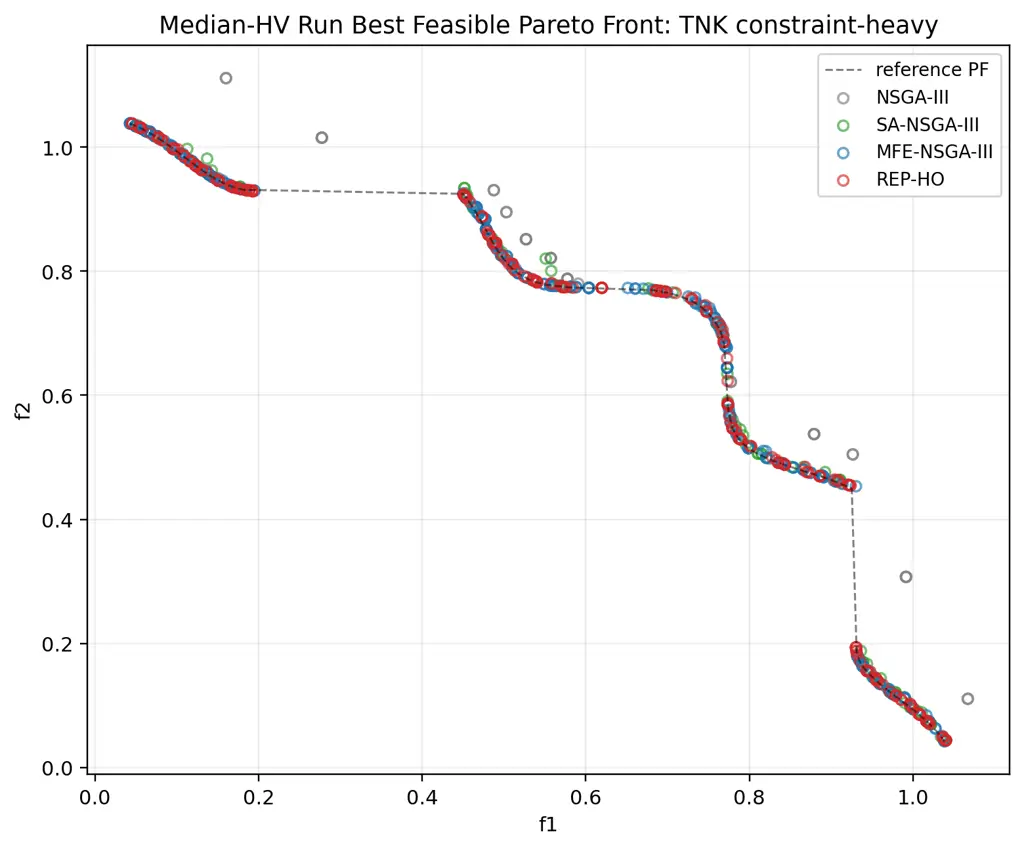 Median-HV Run Best Feasible Pareto Front: TNK constraint-heavy
reference PF
NSGA-III
SA-NSGA-III
MFE-NSGA-III
REP-HO
f2
1.0
0.8
0.6
0.4
0.2
0.0
0.0 0.2 0.4 0.6 0.8 1.0
f1